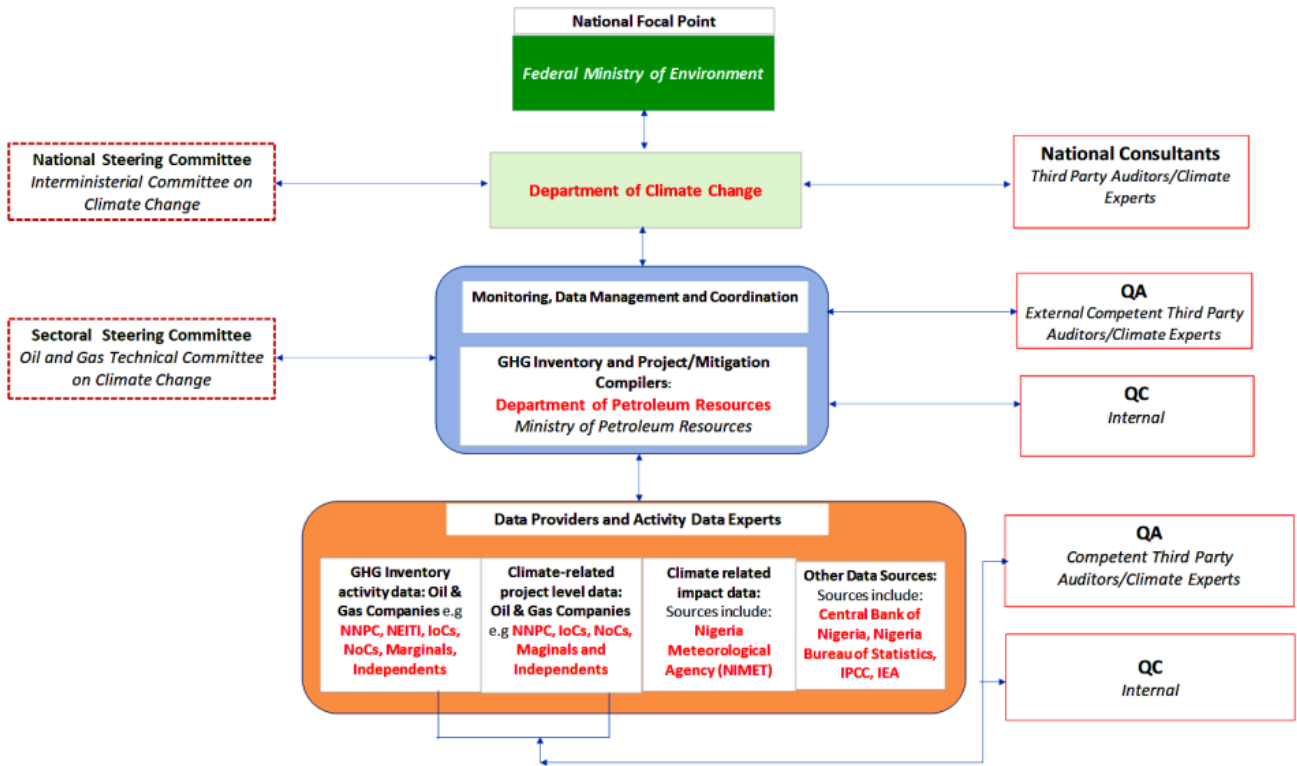 National Focal Point
Federal Ministry of Environment
National Steering Committee
Interministerial Committee on
Climate Change
Department of Climate Change
National Consultants
Third Party Auditors/Climate
Experts
Monitoring, Data Management and Coordination
QA
External Competent Third Party
Auditors/Climate Experts
Sectoral Steering Committee
Oil and Gas Technical Committee
on Climate Change
GHG Inventory and Project/Mitigation
Compilers:
Department of Petroleum Resources
Ministry of Petroleum Resources
QC
Internal
Data Providers and Activity Data Experts
GHG Inventory
activity data: Oil &
Gas Companies e.g
NNPC, NEITI, IoCs,
NoCs, Marginals,
Independents
Climate-related
project level data:
Oil & Gas Companies
e.g NNPC, IoCs, NoCs,
Maginals and
Independents
Climate related
impact data:
Sources include:
Nigeria
Meteorological
Agency (NIMET)
Other Data Sources:
Sources include:
Central Bank of
Nigeria, Nigeria
Bureau of Statistics,
IPCC, IEA
QA
Competent Third Party
Auditors/Climate Experts
QC
Internal